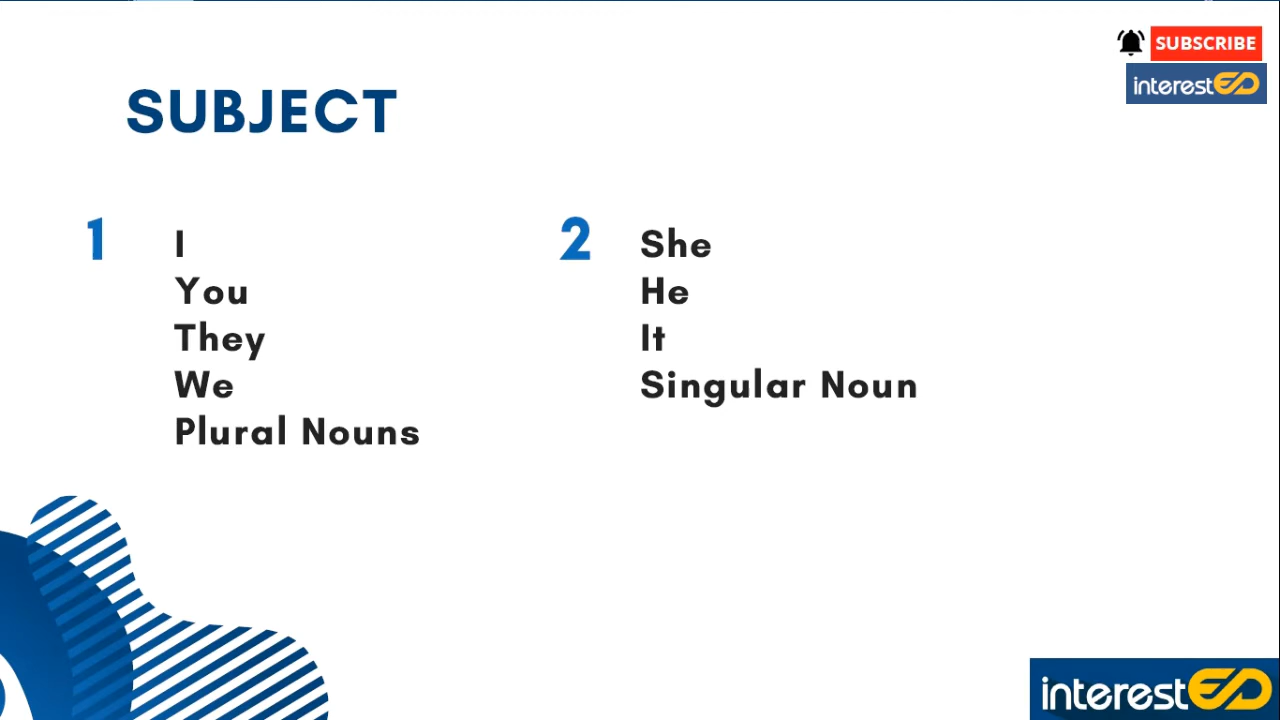 SUBSCRIBE
interestED
SUBJECT
1
I
You
They
We
Plural Nouns
2
She
He
It
Singular Noun
interestED